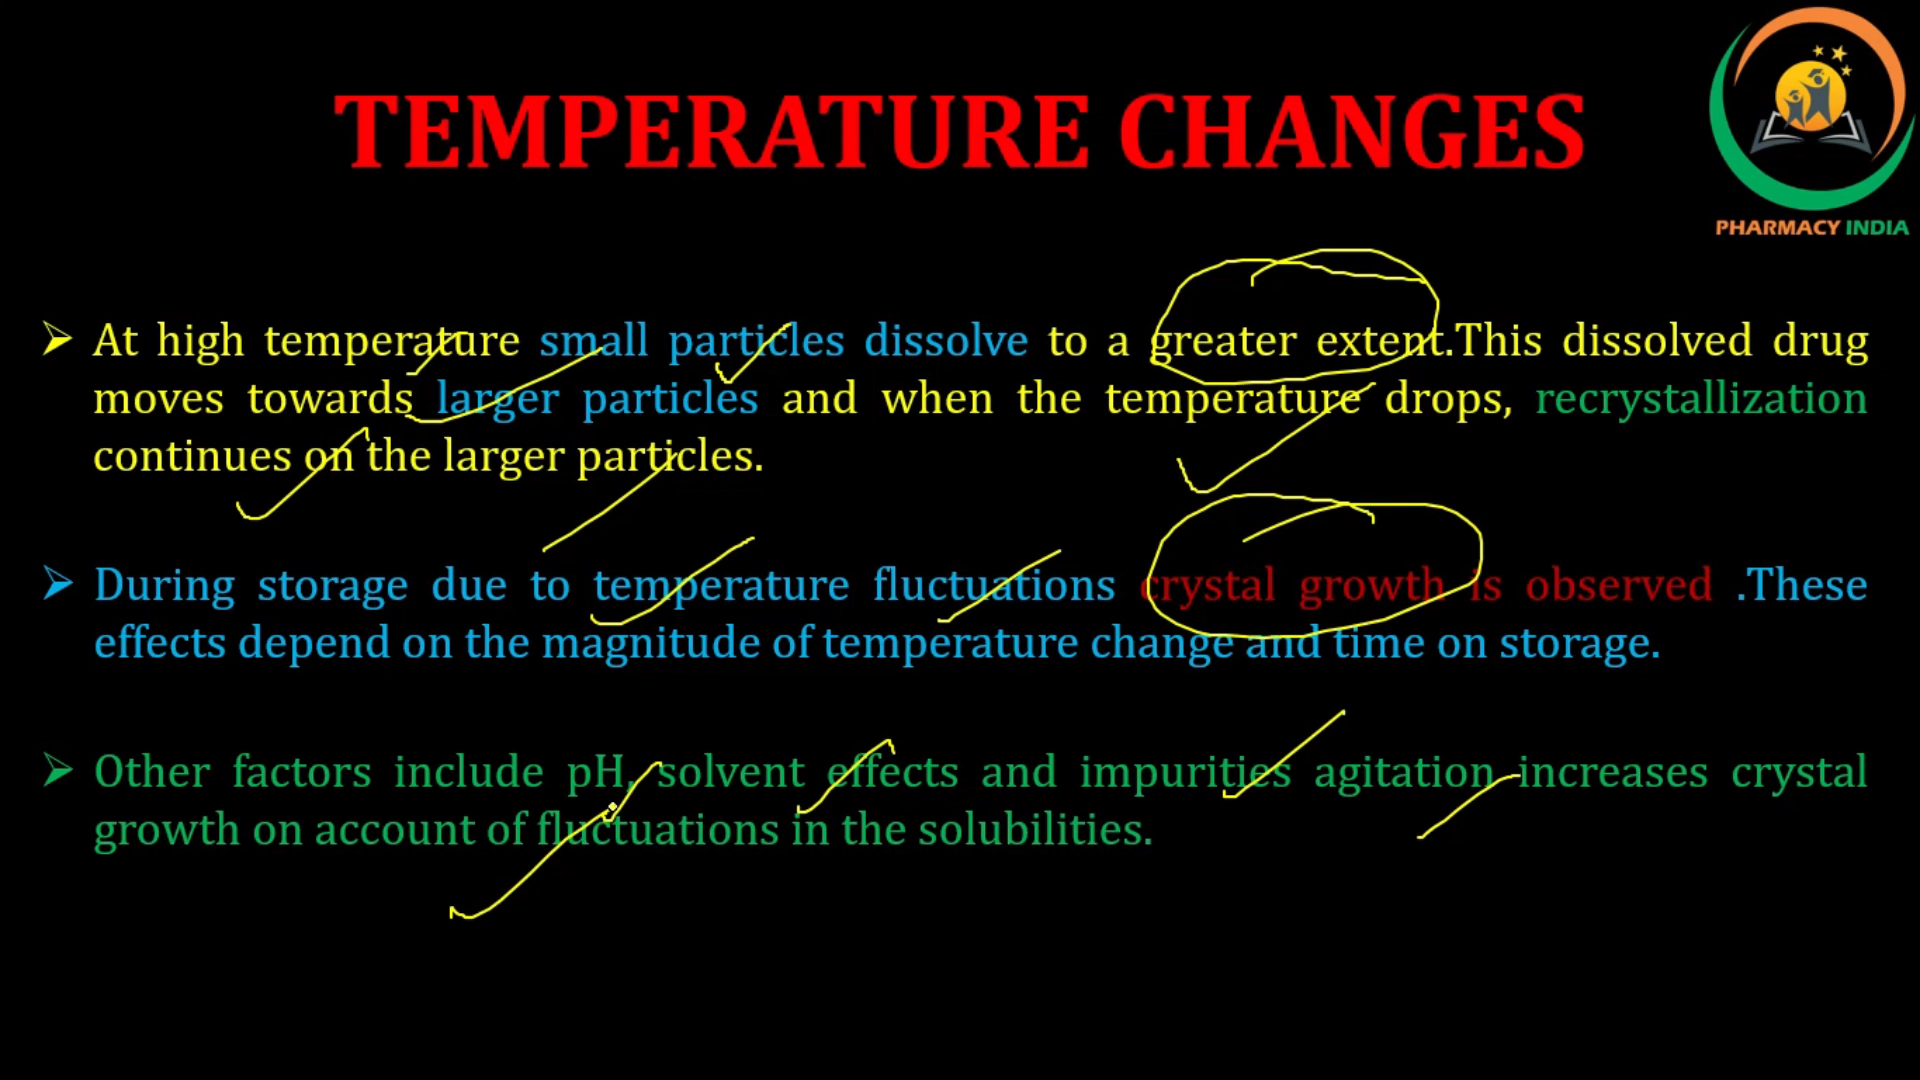 TEMPERATURE CHANGES
PHARMACY INDIA
➢ At high temperature small particles dissolve to a greater extent.This dissolved drug
moves towards larger particles and when the temperature drops, recrystallization
continues on the larger particles.
➢ During storage due to temperature fluctuations crystal growth is observed .These
effects depend on the magnitude of temperature change and time on storage.
➢ Other factors include pH, solvent effects and impurities agitation increases crystal
growth on account of fluctuations in the solubilities.